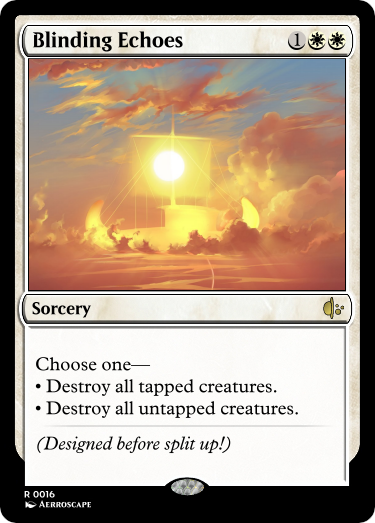 Blinding Echoes 1
Sorcery
Choose one—
• Destroy all tapped creatures.
• Destroy all untapped creatures.
(Designed before split up!)
R 0016
Aerroscape